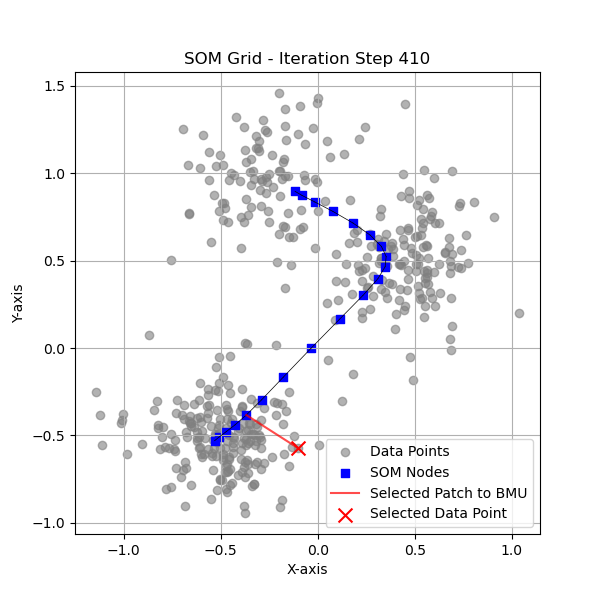 SOM Grid - Iteration Step 410
1.5
1.0
0.5
0.0
−0.5
−1.0
Y-axis
Data Points
SOM Nodes
Selected Patch to BMU
Selected Data Point
−1.0 −0.5 0.0 0.5 1.0
X-axis